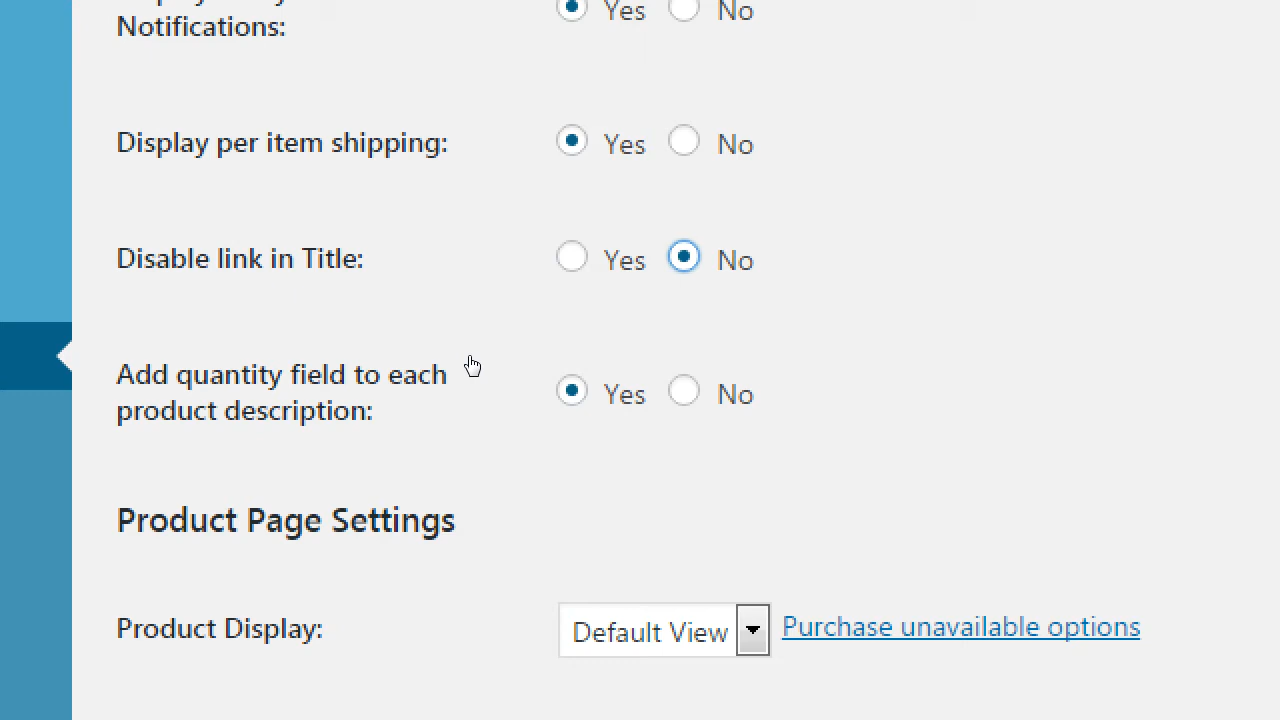 Notifications:
Yes No
Display per item shipping:
Yes No
Disable link in Title:
Yes No
Add quantity field to each
product description:
Yes No
Product Page Settings
Product Display:
Default View Purchase unavailable options